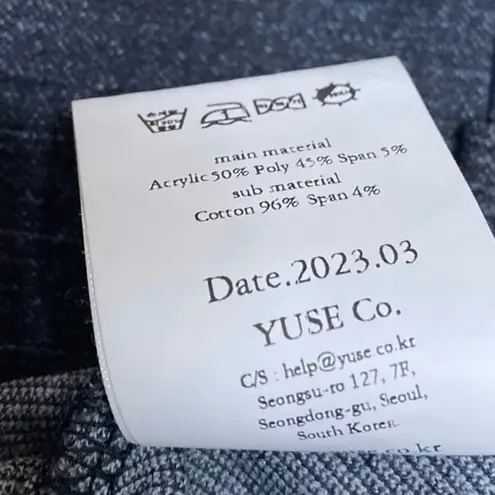 main material
Acrylic 50% Poly 45% Span 5%
sub material
Cotton 96% Span 4%
Date.2023.03
YUSE Co.
C/S : help@yuse.co.kr
Seongsu-ro 127, 7F,
Seongdong-gu, Seoul,
South Korea.